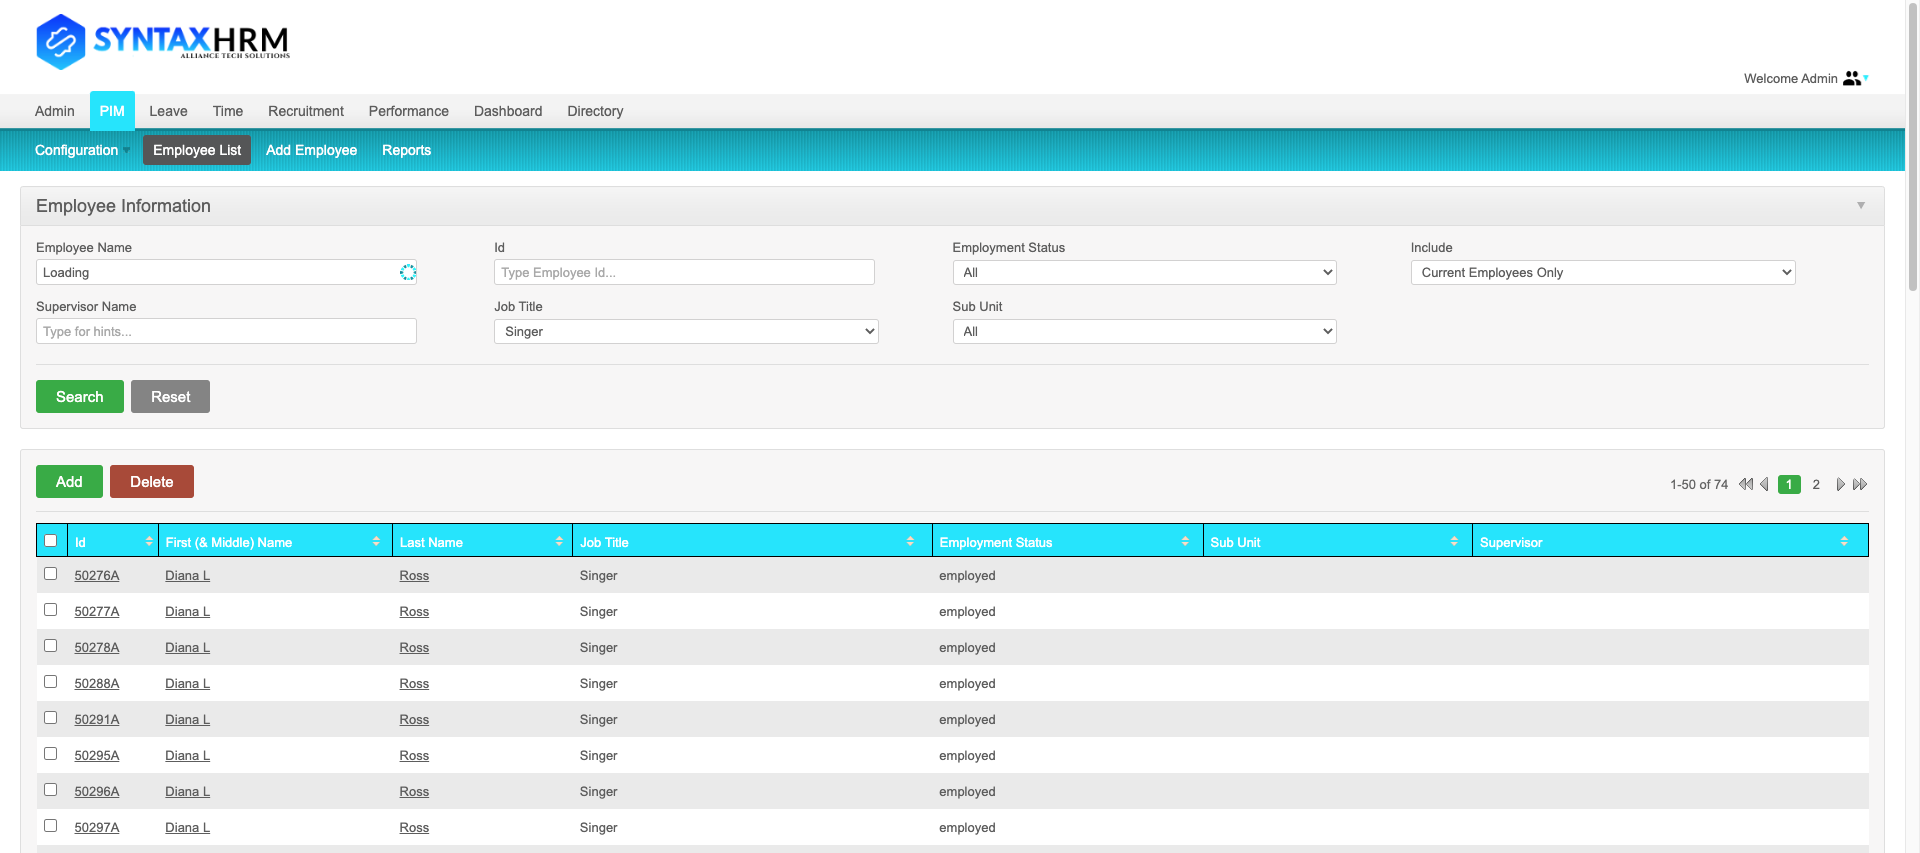 SYNTAXHRM
ALLIANCE TECH SOLUTIONS
Welcome Admin
Admin PIM Leave Time Recruitment Performance Dashboard Directory
Configuration Employee List Add Employee Reports
Employee Information
Employee Name Id Employment Status Include
Loading Type Employee Id... All Current Employees Only
Supervisor Name Job Title Sub Unit
Type for hints... Singer All
Search Reset
Add Delete 1-50 of 74 1 2
Id First (& Middle) Name Last Name Job Title Employment Status Sub Unit Supervisor
50276A Diana L Ross Singer employed
50277A Diana L Ross Singer employed
50278A Diana L Ross Singer employed
50288A Diana L Ross Singer employed
50291A Diana L Ross Singer employed
50295A Diana L Ross Singer employed
50296A Diana L Ross Singer employed
50297A Diana L Ross Singer employed